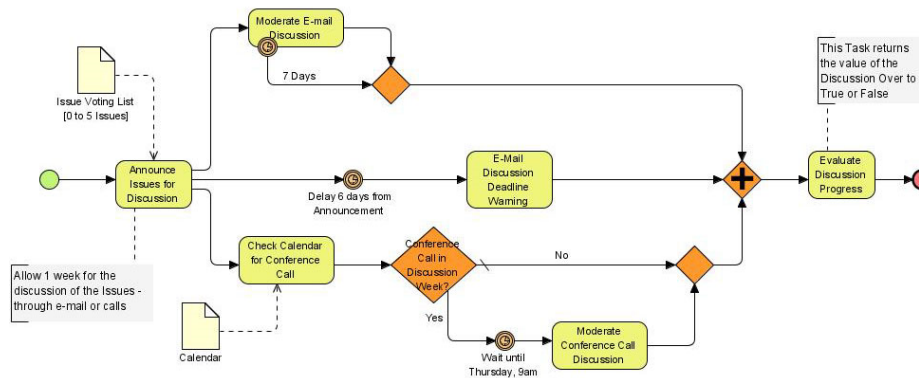 Moderate E-mail
Discussion
7 Days
This Task returns
the value of the
Discussion Over to
True or False
Issue Voting List
[0 to 5 Issues]
Announce
Issues for
Discussion
Delay 6 days from
Announcement
E-Mail
Discussion
Deadline
Warning
Evaluate
Discussion
Progress
Allow 1 week for the
discussion of the Issues -
through e-mail or calls
Check Calendar
for Conference
Call
Conference
Call in
Discussion
Week?
No
Yes
Calendar
Wait until
Thursday, 9am
Moderate
Conference Call
Discussion